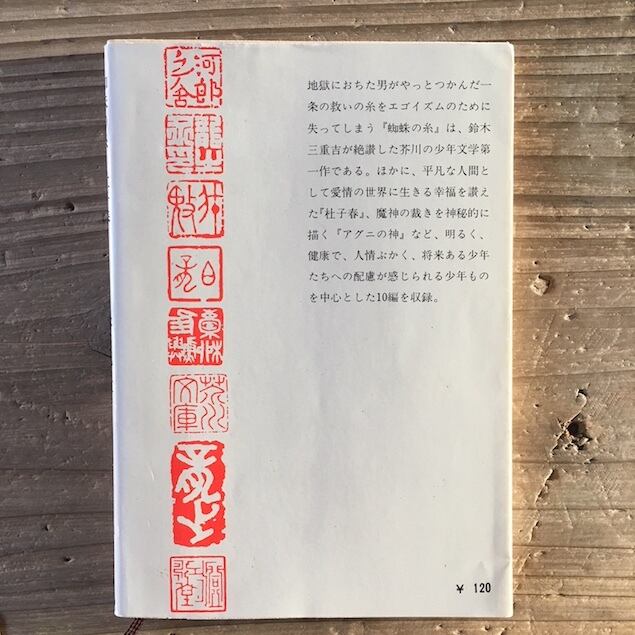 地獄におちた男がやっとつかんだ一
条の救いの糸をエゴイズムのために
失ってしまう『蜘蛛の糸』は、鈴木
三重吉が絶讃した芥川の少年文学第
一作である。ほかに、平凡な人間と
して愛情の世界に生きる幸福を讃え
た『杜子春』、魔神の裁きを神秘的に
描く『アグニの神』など、明るく、
健康で、人情ぶかく、将来ある少年
たちへの配慮が感じられる少年もの
を中心とした10編を収録。
芥川
文庫
¥ 120